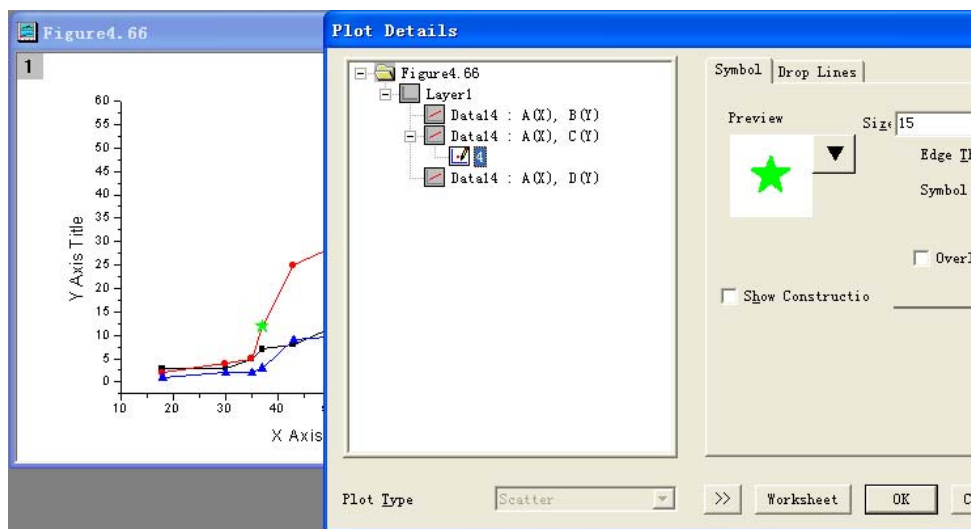 Figure4.66
1
60
55
50
45
40
35
30
25
20
15
10
5
0
Y Axis Title
10 20 30 40
X Axis
Plot Details
Figure4.66
Layer1
Data14 : A(X), B(Y)
Data14 : A(X), C(Y)
4
Data14 : A(X), D(Y)
Symbol Drop Lines
Preview Size 15
Edge Th
Symbol
Overl
Show Constructio
Plot Type Scatter >> Worksheet OK C